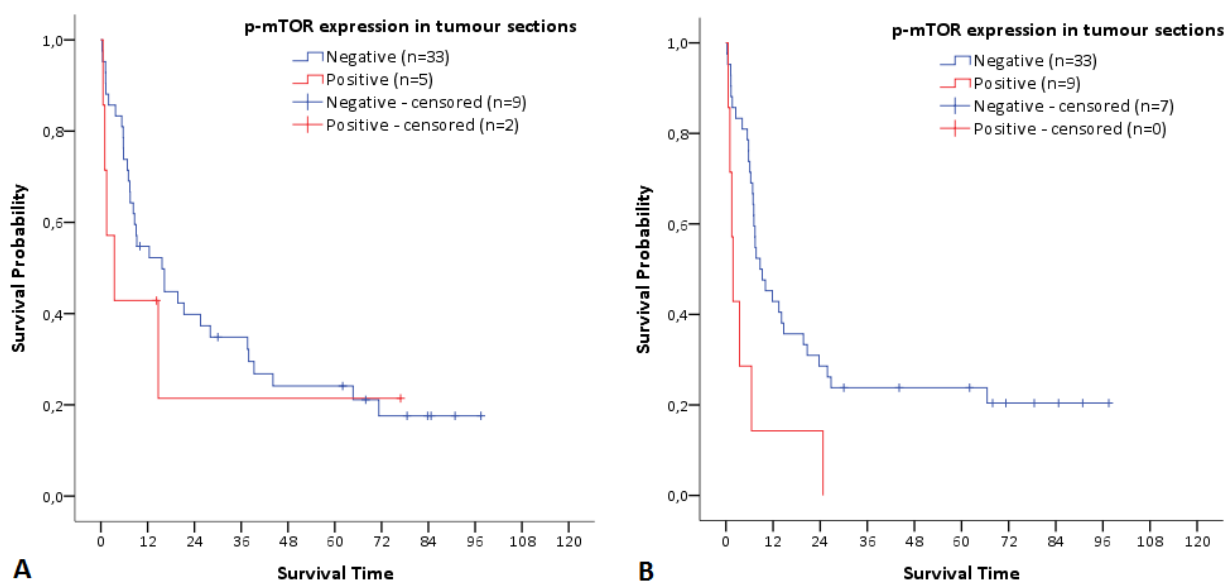 p-mTOR expression in tumour sections
Negative (n=33)
Positive (n=5)
Negative - censored (n=9)
Positive - censored (n=2)
1,0
0,8
0,6
0,4
0,2
0,0
Survival Probability
0 12 24 36 48 60 72 84 96 108 120
Survival Time
A
p-mTOR expression in tumour sections
Negative (n=33)
Positive (n=9)
Negative - censored (n=7)
Positive - censored (n=0)
1,0
0,8
0,6
0,4
0,2
0,0
Survival Probability
0 12 24 36 48 60 72 84 96 108 120
Survival Time
B